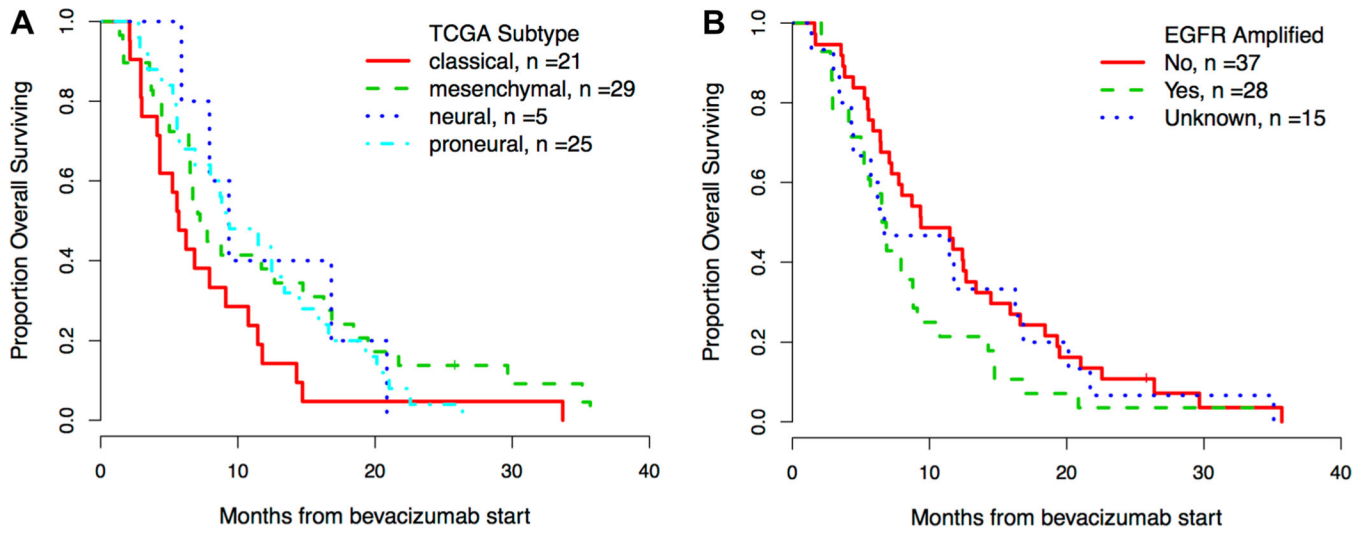 A
TCGA Subtype
classical, n =21
mesenchymal, n =29
neural, n =5
proneural, n =25
Proportion Overall Surviving
1.0
0.8
0.6
0.4
0.2
0.0
0 10 20 30 40
Months from bevacizumab start
B
EGFR Amplified
No, n =37
Yes, n =28
Unknown, n =15
Proportion Overall Surviving
1.0
0.8
0.6
0.4
0.2
0.0
0 10 20 30 40
Months from bevacizumab start